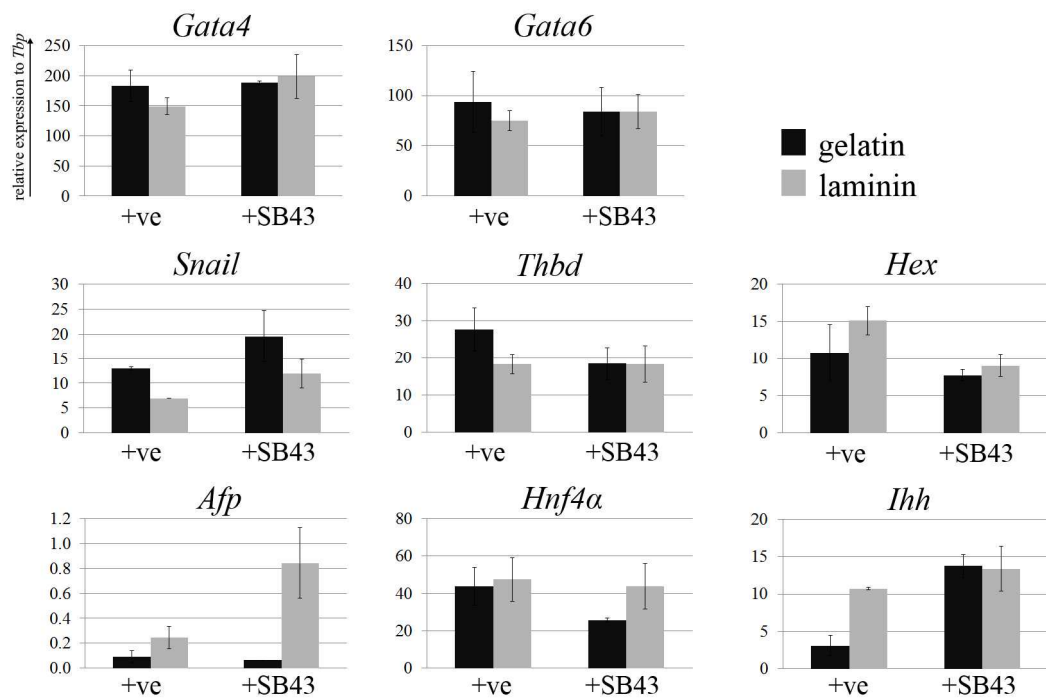 Gata4
Gata6
relative expression to Tbp
250
200
150
100
50
0
+ve +SB43
150
100
50
0
+ve +SB43
gelatin
laminin
Snail
Thbd
Hex
30
25
20
15
10
5
0
+ve +SB43
40
30
20
10
0
+ve +SB43
20
15
10
5
0
+ve +SB43
Afp
Hnf4α
Ihh
1.2
1.0
0.8
0.6
0.4
0.2
0.0
+ve +SB43
80
60
40
20
0
+ve +SB43
20
15
10
5
0
+ve +SB43